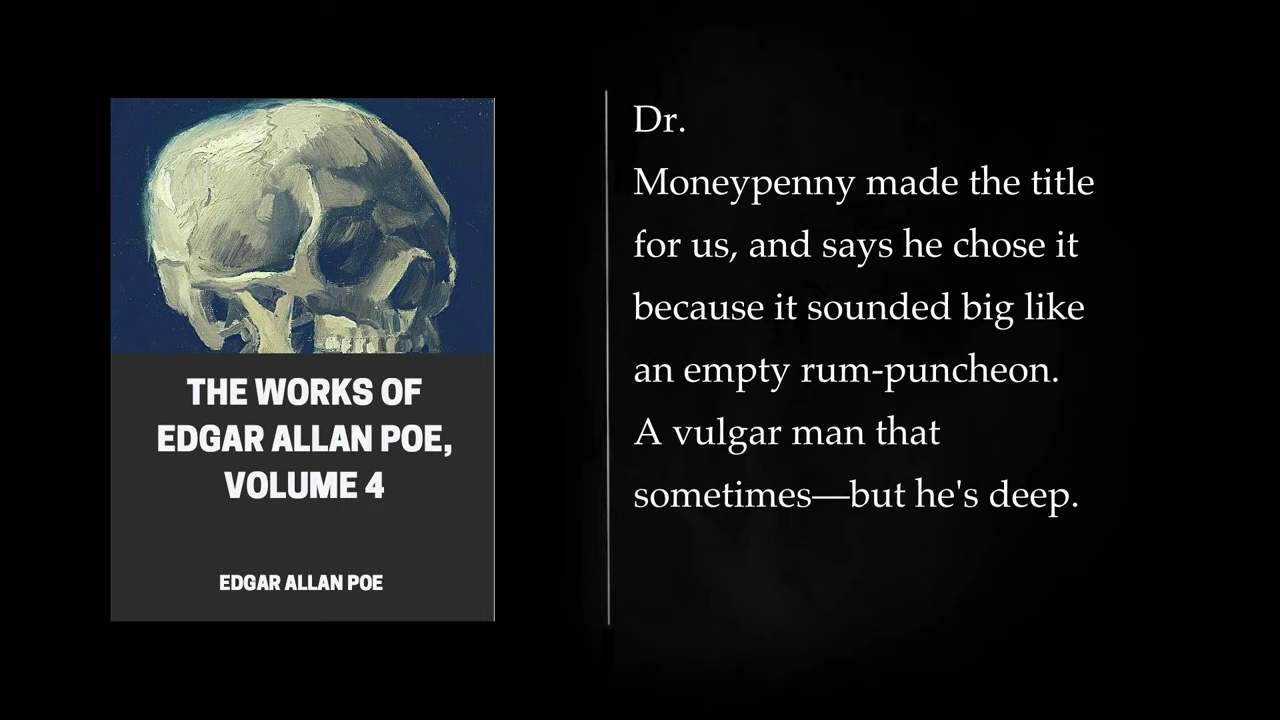 THE WORKS OF
EDGAR ALLAN POE,
VOLUME 4
EDGAR ALLAN POE
Dr.
Moneypenny made the title
for us, and says he chose it
because it sounded big like
an empty rum-puncheon.
A vulgar man that
sometimes—but he's deep.